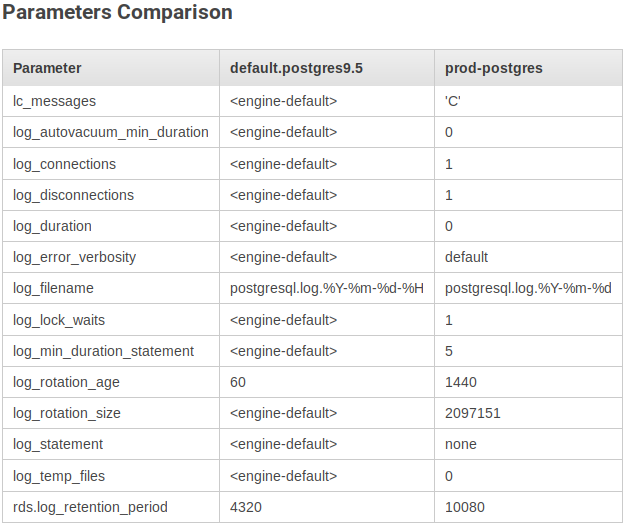 Parameters Comparison
Parameter default.postgres9.5 prod-postgres
lc_messages <engine-default> 'C'
log_autovacuum_min_duration <engine-default> 0
log_connections <engine-default> 1
log_disconnections <engine-default> 1
log_duration <engine-default> 0
log_error_verbosity <engine-default> default
log_filename postgresql.log.%Y-%m-%d-%H postgresql.log.%Y-%m-%d
log_lock_waits <engine-default> 1
log_min_duration_statement <engine-default> 5
log_rotation_age 60 1440
log_rotation_size <engine-default> 2097151
log_statement <engine-default> none
log_temp_files <engine-default> 0
rds.log_retention_period 4320 10080